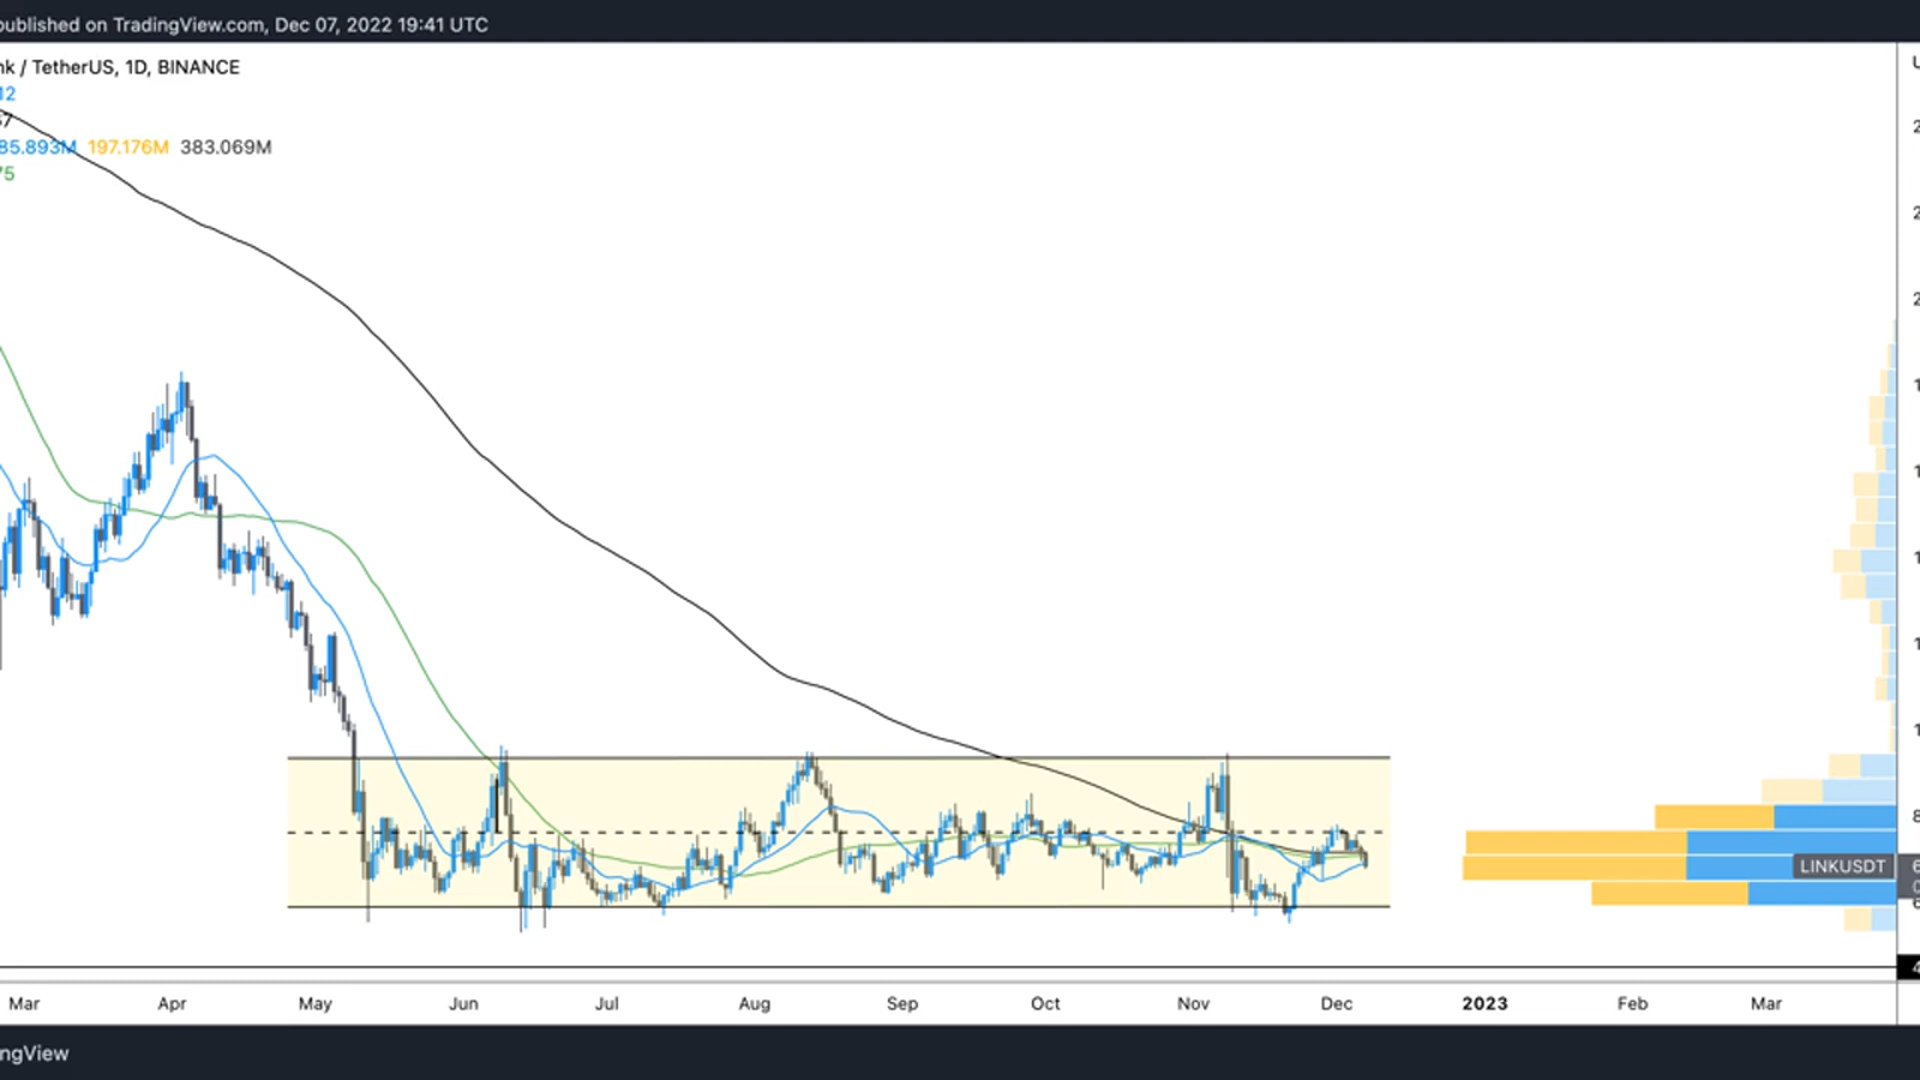 published on TradingView.com, Dec 07, 2022 19:41 UTC
nk / TetherUS, 1D, BINANCE
12
57
85.893M 197.176M 383.069M
75
LINKUSDT
Mar Apr May Jun Jul Aug Sep Oct Nov Dec 2023 Feb Mar
ngView